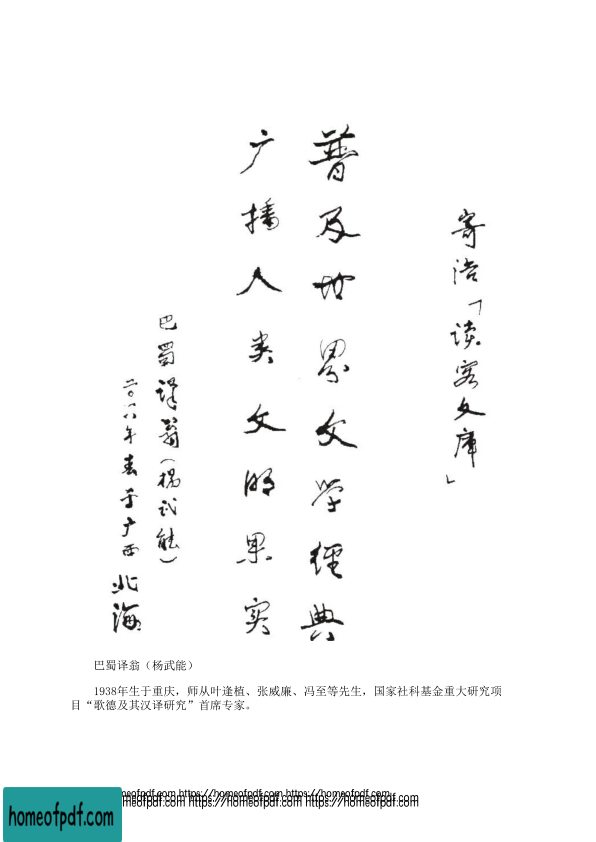 寄语「读客文库」
普及世界文学经典
广播人类文明果实
巴蜀译翁（杨武能）
二〇一八年春于广西北海
巴蜀译翁（杨武能）
1938年生于重庆，师从叶逢植、张威廉、冯至等先生，国家社科基金重大研究项
目“歌德及其汉译研究”首席专家。
homeofpdf.com https://homeofpdf.com https://homeofpdf.com
homeofpdf.com https://homeofpdf.com https://homeofpdf.com
homeofpdf.com